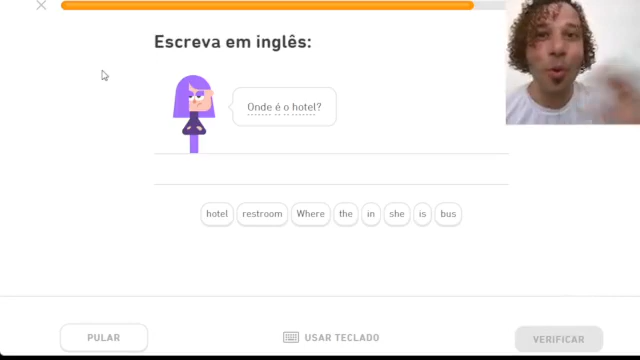 Escreva em inglês:
Onde é o hotel?
hotel restroom Where the in she is bus
PULAR USAR TECLADO VERIFICAR